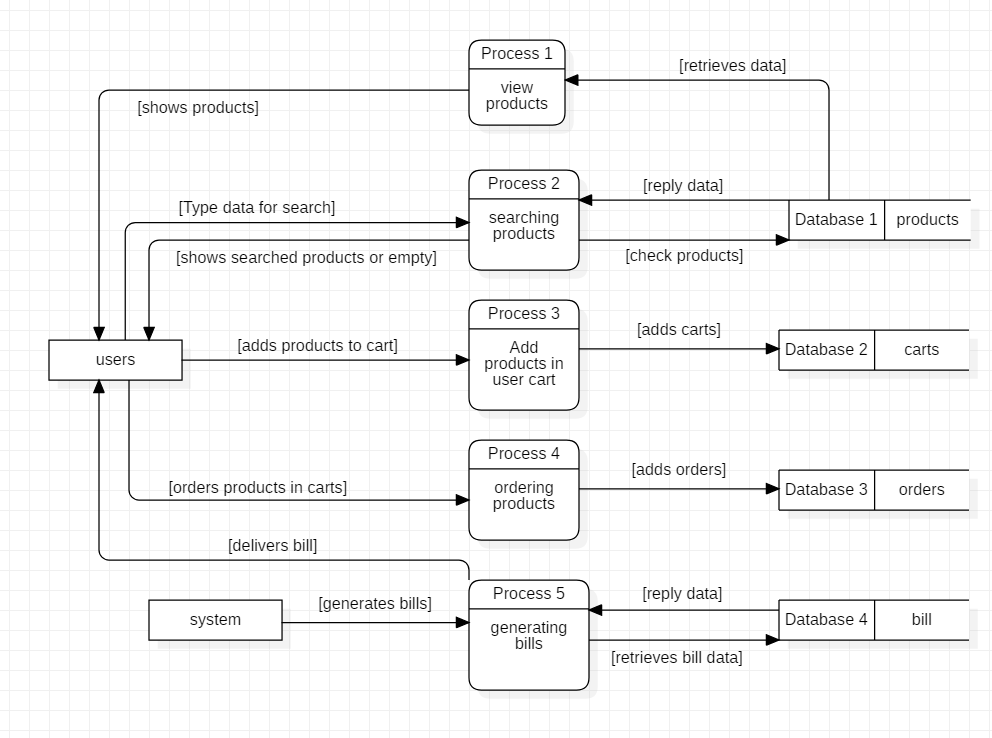 Process 1
[retrieves data]
view
products
[shows products]
Process 2
[reply data]
[Type data for search]
searching
products
Database 1
products
[shows searched products or empty]
[check products]
Process 3
[adds carts]
[adds products to cart]
Add
products in
user cart
Database 2
carts
users
Process 4
[adds orders]
[orders products in carts]
ordering
products
Database 3
orders
[delivers bill]
Process 5
[reply data]
[generates bills]
system
generating
bills
Database 4
bill
[retrieves bill data]